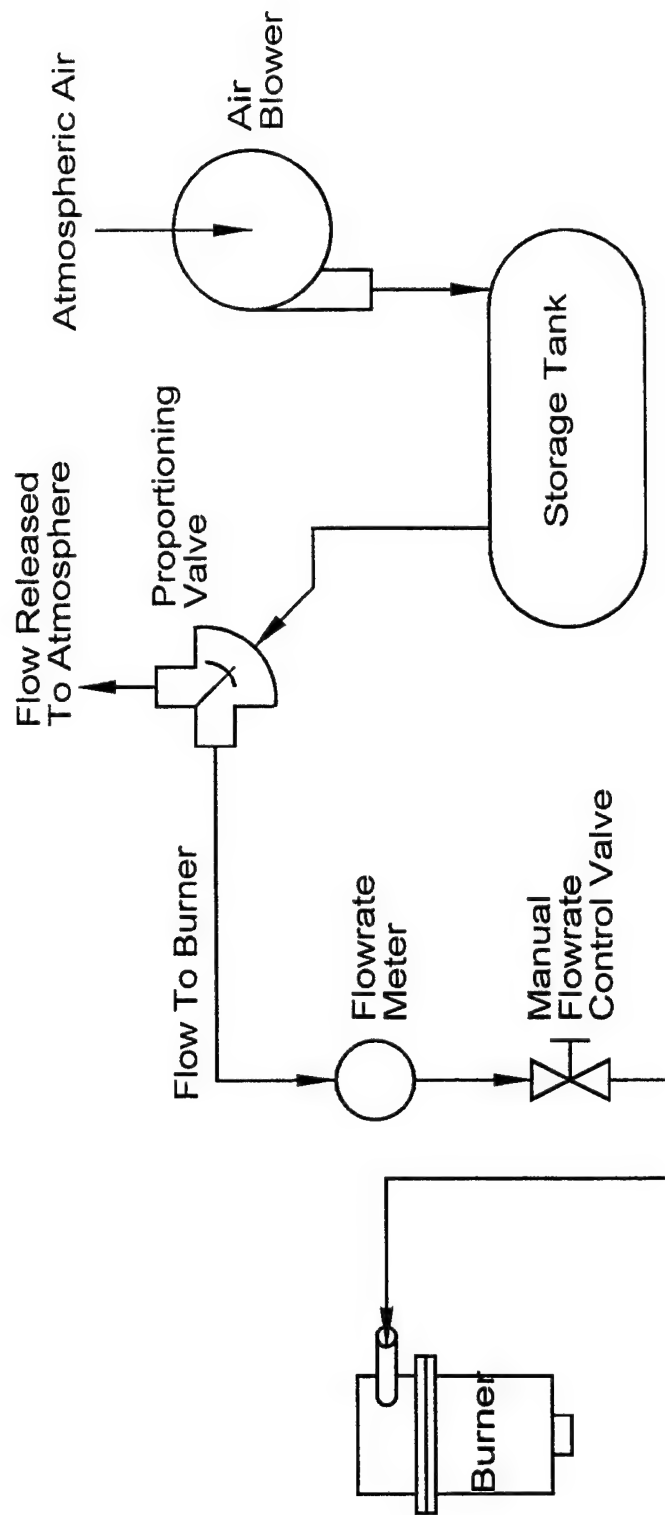 Atmospheric Air
Air
Blower
Flow Released
To Atmosphere
Proportioning
Valve
Storage Tank
Flow To Burner
Flowrate
Meter
Manual
Flowrate
Control Valve
Burner